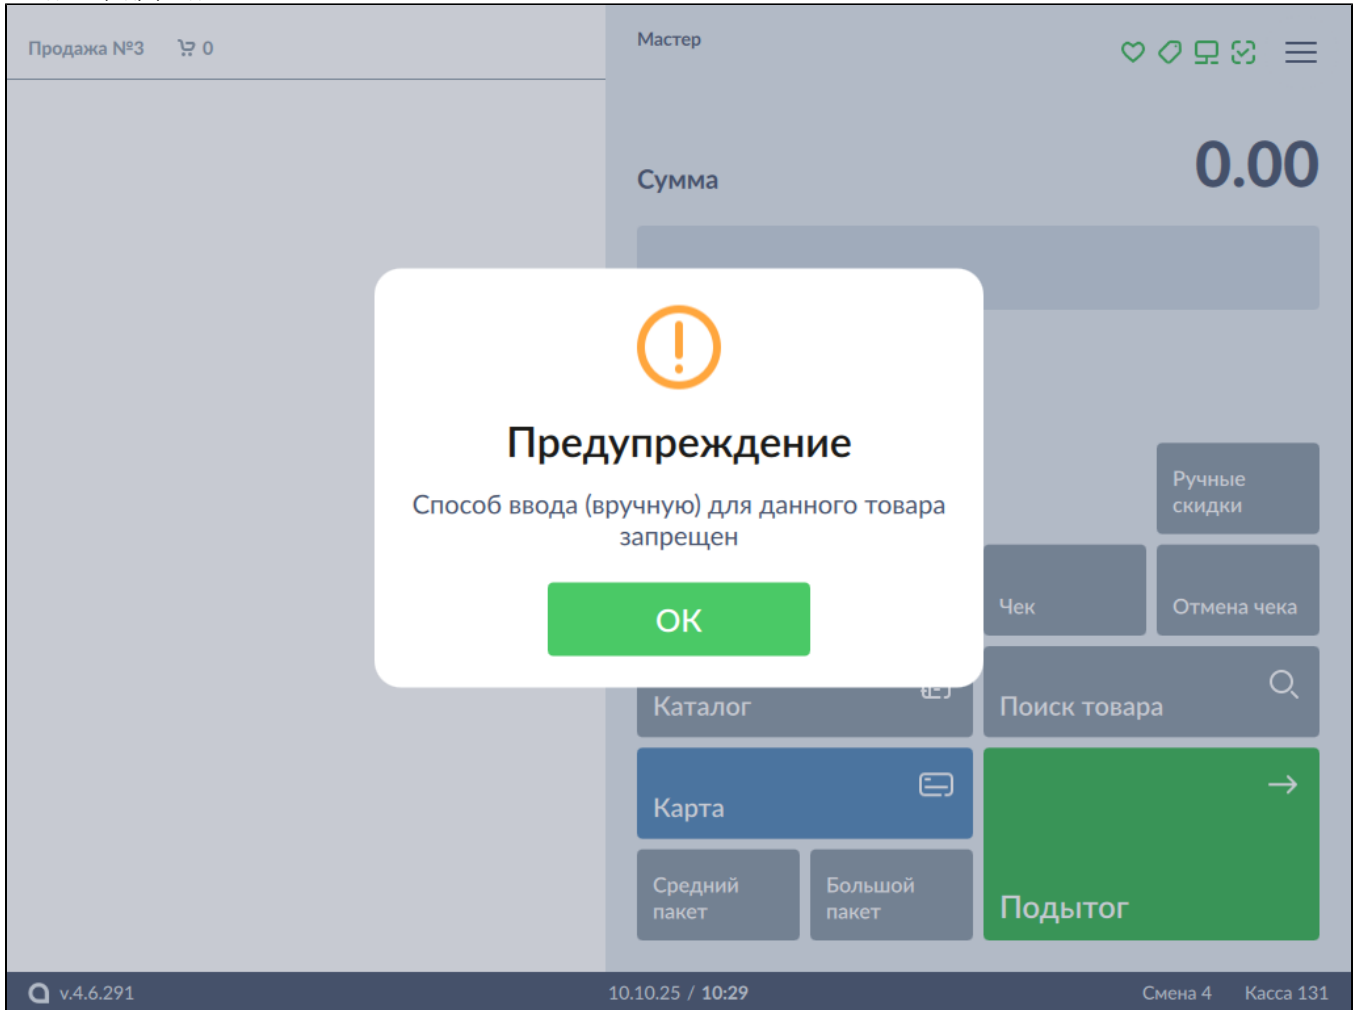 Продажа №3
0
Мастер
Сумма
0.00
Предупреждение
Способ ввода (вручную) для данного товара
запрещен
ОК
Ручные
скидки
Чек
Отмена чека
Каталог
Поиск товара
Карта
Средний
пакет
Большой
пакет
Подытог
v.4.6.291
10.10.25 / 10:29
Смена 4
Касса 131